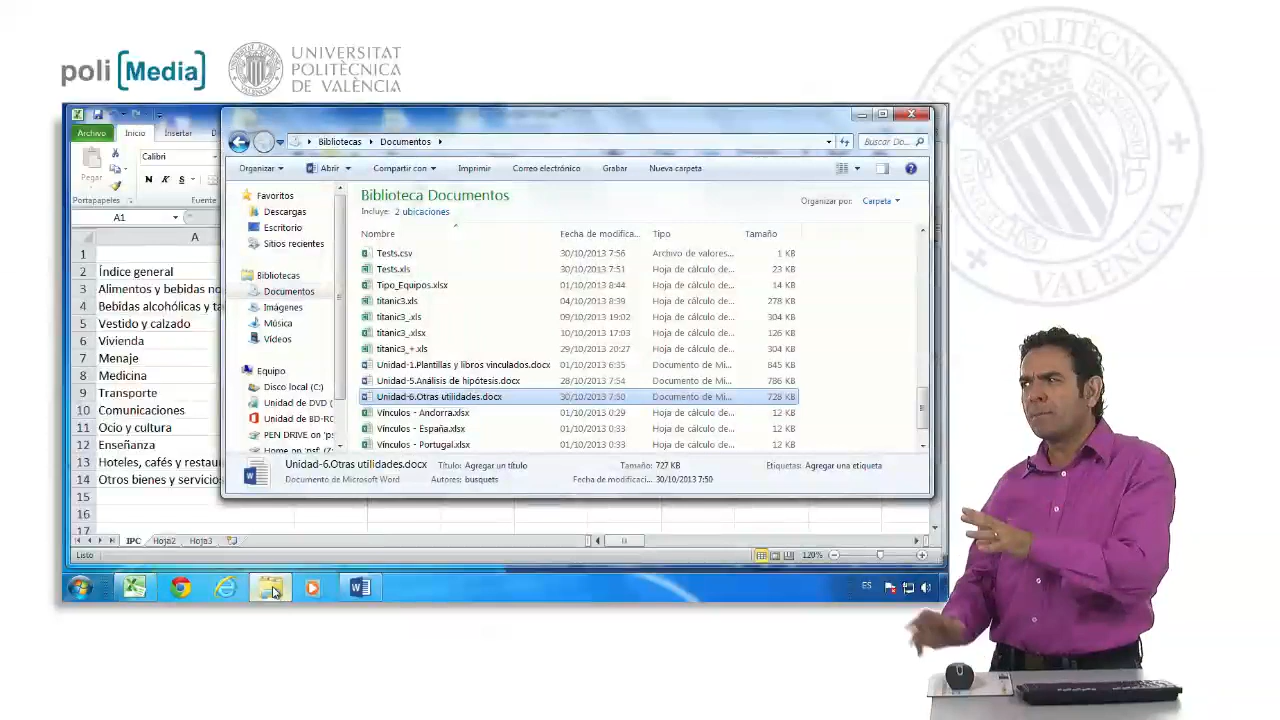 poli [Media]
UNIVERSITAT
POLITÈCNICA
DE VALÈNCIA
Archivo Inicio Insertar
Bibliotecas Documentos Buscar Do...
Pegar
Calibri
N K S
Portapapeles Fuente
A1
A
Organizar Abrir Compartir con Imprimir Correo electrónico Grabar Nueva carpeta
Favoritos
Descargas
Escritorio
Sitios recientes
Bibliotecas
Documentos
Imágenes
Música
Vídeos
Equipo
Disco local (C:)
Unidad de DVD (
Unidad de BD-RO
PEN DRIVE on 'ps
Home on 'psf
Biblioteca Documentos
Incluye: 2 ubicaciones
Organizar por: Carpeta
Nombre Fecha de modifica... Tipo Tamaño
Tests.csv 30/10/2013 7:56 Archivo de valores... 1 KB
Tests.xls 30/10/2013 7:51 Hoja de cálculo de... 23 KB
Tipo_Equipos.xlsx 01/10/2013 8:44 Hoja de cálculo de... 14 KB
titanic3.xls 04/10/2013 8:39 Hoja de cálculo de... 278 KB
titanic3_.xls 09/10/2013 19:02 Hoja de cálculo de... 304 KB
titanic3_.xlsx 10/10/2013 17:03 Hoja de cálculo de... 126 KB
titanic3_+.xls 29/10/2013 20:27 Hoja de cálculo de... 304 KB
Unidad-1.Plantillas y libros vinculados.docx 01/10/2013 6:35 Documento de Mi... 845 KB
Unidad-5.Análisis de hipótesis.docx 28/10/2013 7:54 Documento de Mi... 786 KB
Unidad-6.Otras utilidades.docx 30/10/2013 7:50 Documento de Mi... 728 KB
Vínculos - Andorra.xlsx 01/10/2013 0:29 Hoja de cálculo de... 12 KB
Vínculos - España.xlsx 01/10/2013 0:33 Hoja de cálculo de... 12 KB
Vínculos - Portugal.xlsx 01/10/2013 0:33 Hoja de cálculo de... 12 KB
Unidad-6.Otras utilidades.docx Título: Agregar un título Tamaño: 727 KB Etiquetas: Agregar una etiqueta
Documento de Microsoft Word Autores: busquets Fecha de modificaci... 30/10/2013 7:50
1
2 Índice general
3 Alimentos y bebidas no
4 Bebidas alcohólicas y ta
5 Vestido y calzado
6 Vivienda
7 Menaje
8 Medicina
9 Transporte
10 Comunicaciones
11 Ocio y cultura
12 Enseñanza
13 Hoteles, cafés y restau
14 Otros bienes y servicio
15
16
17
IPC Hoja2 Hoja3
Listo 120%
ES